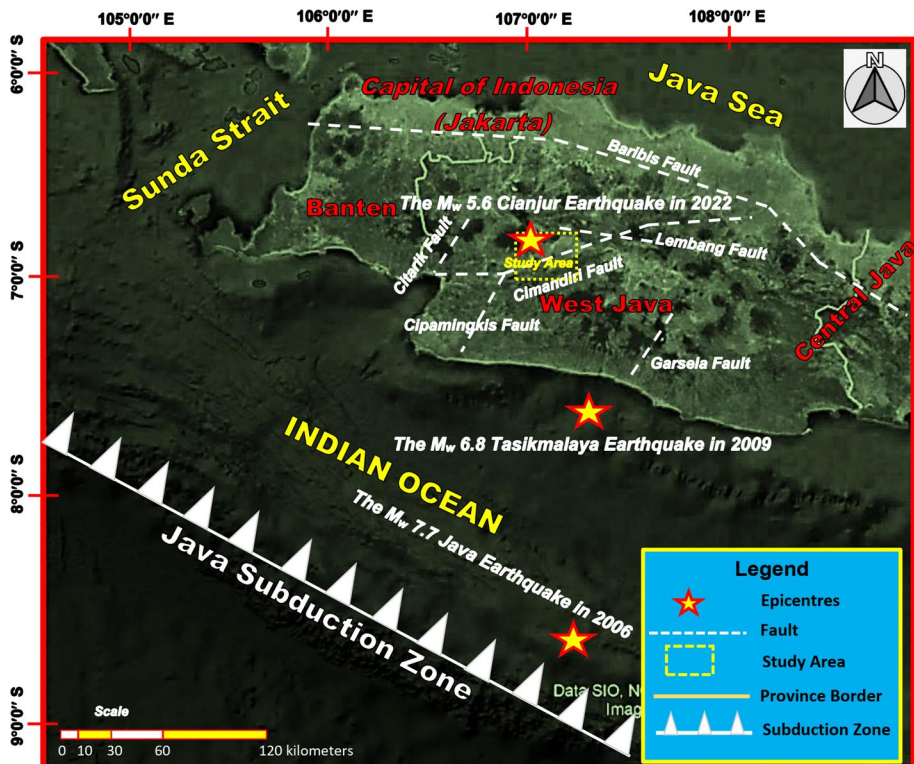 105°0'0'' E
106°0'0'' E
107°0'0'' E
108°0'0'' E
6°0'0'' S
7°0'0'' S
8°0'0'' S
9°0'0'' S
N
Sunda Strait
Capital of Indonesia
(Jakarta)
Java Sea
Baribis Fault
Banten
The Mw 5.6 Cianjur Earthquake in 2022
Citarik Fault
Lembang Fault
Study Area
Cimandiri Fault
West Java
Central Java
Cipamingkis Fault
Garsela Fault
The Mw 6.8 Tasikmalaya Earthquake in 2009
INDIAN OCEAN
The Mw 7.7 Java Earthquake in 2006
Java Subduction Zone
Data SIO, NO
Imag
Scale
0 10 30 60 120 kilometers
Legend
Epicentres
Fault
Study Area
Province Border
Subduction Zone